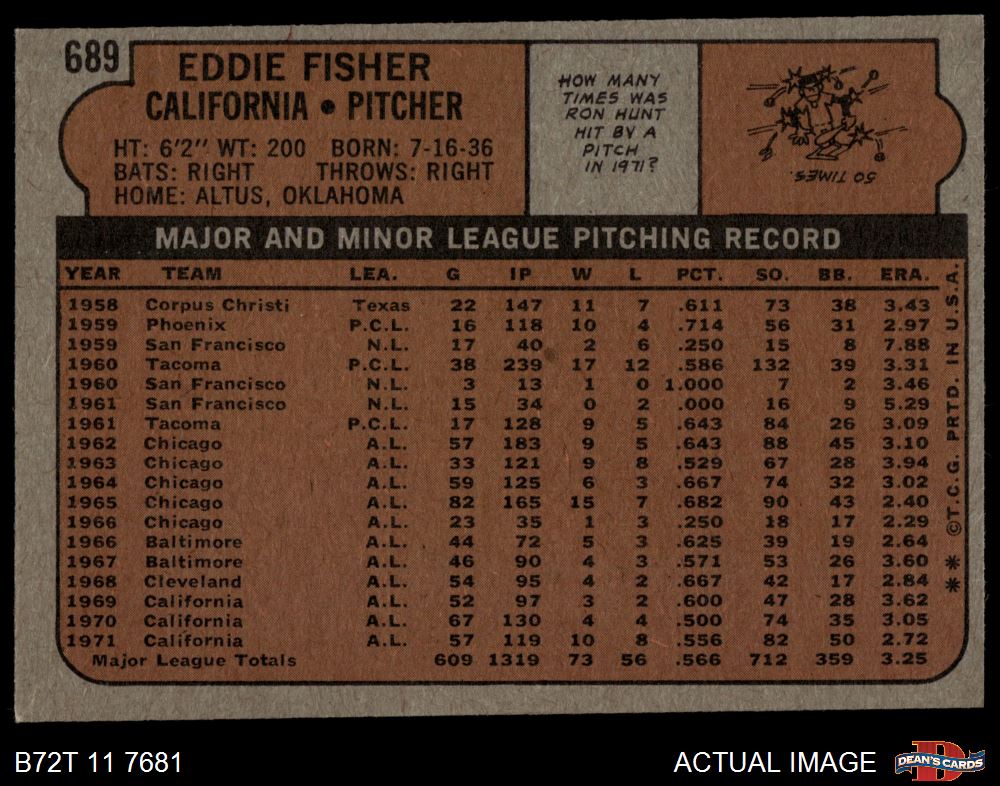 689
EDDIE FISHER
CALIFORNIA • PITCHER
HT: 6'2" WT: 200 BORN: 7-16-36
BATS: RIGHT THROWS: RIGHT
HOME: ALTUS, OKLAHOMA
HOW MANY
TIMES WAS
RON HUNT
HIT BY A
PITCH
IN 1971?
50 TIMES.
MAJOR AND MINOR LEAGUE PITCHING RECORD
YEAR TEAM LEA. G IP W L PCT. SO. BB. ERA.
1958 Corpus Christi Texas 22 147 11 7 .611 73 38 3.43
1959 Phoenix P.C.L. 16 118 10 4 .714 56 31 2.97
1959 San Francisco N.L. 17 40 2 6 .250 15 8 7.88
1960 Tacoma P.C.L. 38 239 17 12 .586 132 39 3.31
1960 San Francisco N.L. 3 13 1 0 1.000 7 2 3.46
1961 San Francisco N.L. 15 34 0 2 .000 16 9 5.29
1961 Tacoma P.C.L. 17 128 9 5 .643 84 26 3.09
1962 Chicago A.L. 57 183 9 5 .643 88 45 3.10
1963 Chicago A.L. 33 121 9 8 .529 67 28 3.94
1964 Chicago A.L. 59 125 6 3 .667 74 32 3.02
1965 Chicago A.L. 82 165 15 7 .682 90 43 2.40
1966 Chicago A.L. 23 35 1 3 .250 18 17 2.29
1966 Baltimore A.L. 44 72 5 3 .625 39 19 2.64
1967 Baltimore A.L. 46 90 4 3 .571 53 26 3.60
1968 Cleveland A.L. 54 95 4 2 .667 42 17 2.84
1969 California A.L. 52 97 3 2 .600 47 28 3.62
1970 California A.L. 67 130 4 4 .500 74 35 3.05
1971 California A.L. 57 119 10 8 .556 82 50 2.72
Major League Totals 609 1319 73 56 .566 712 359 3.25
** ©T.C.G. PRTD. IN U.S.A.
B72T 11 7681
ACTUAL IMAGE
D
DEAN'S CARDS